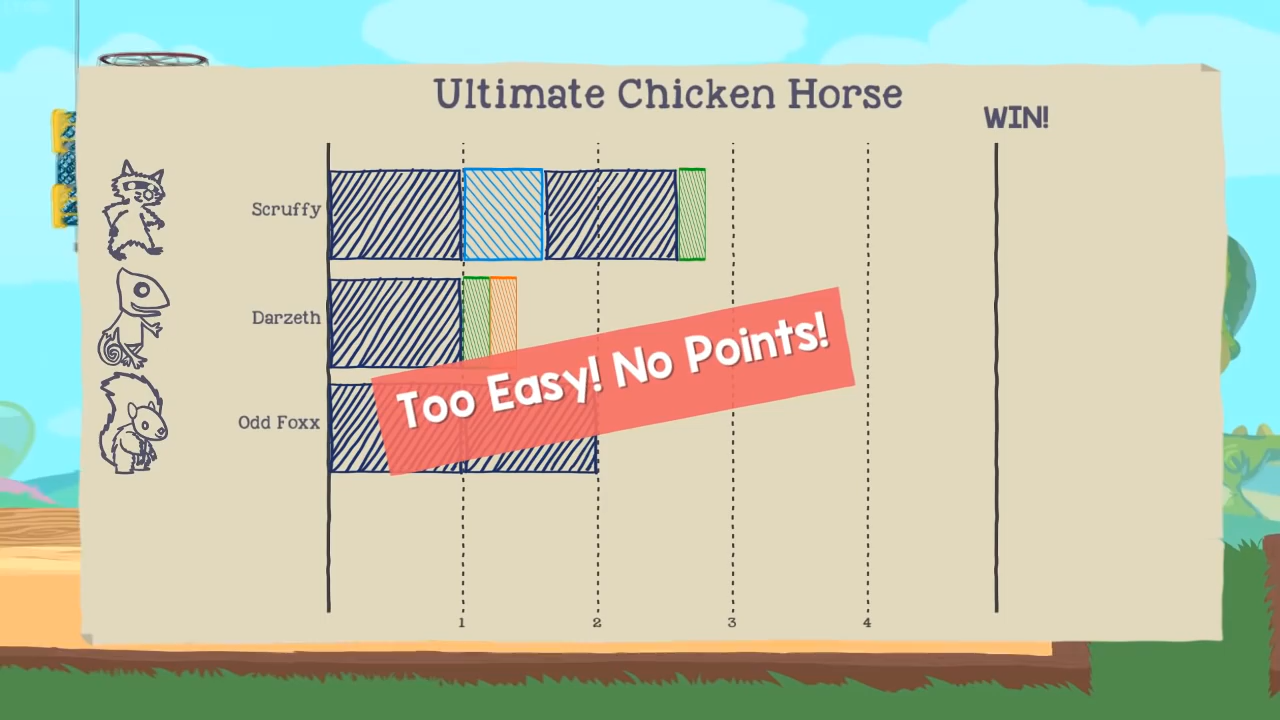 Ultimate Chicken Horse
WIN!
Scruffy
Darzeth
Too Easy! No Points!
Odd Foxx
1 2 3 4